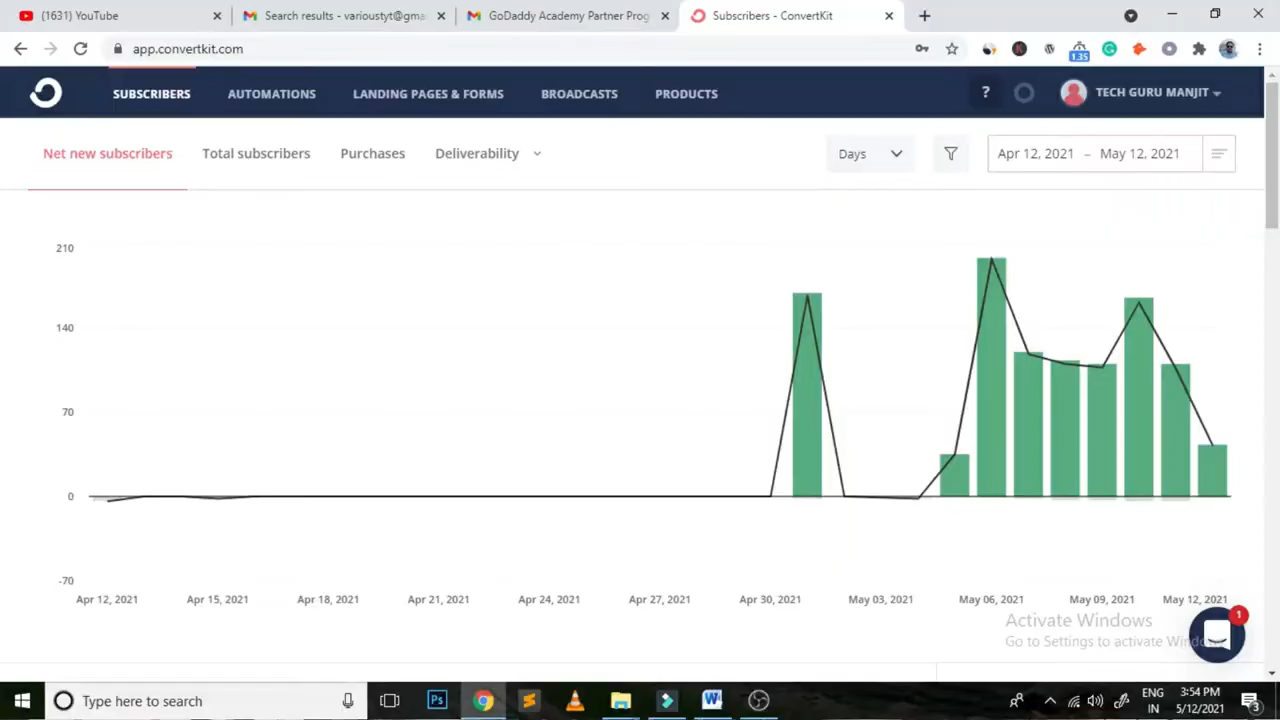 (1631) YouTube
Search results - varioustyt@gma
GoDaddy Academy Partner Prog
Subscribers - ConvertKit
app.convertkit.com
1.35
SUBSCRIBERS
AUTOMATIONS
LANDING PAGES & FORMS
BROADCASTS
PRODUCTS
?
TECH GURU MANJIT
Net new subscribers
Total subscribers
Purchases
Deliverability
Days
Apr 12, 2021 – May 12, 2021
210
140
70
0
-70
Apr 12, 2021
Apr 15, 2021
Apr 18, 2021
Apr 21, 2021
Apr 24, 2021
Apr 27, 2021
Apr 30, 2021
May 03, 2021
May 06, 2021
May 09, 2021
May 12, 2021
Activate Windows
Go to Settings to activate Windows
1
Type here to search
Ps
W
ENG
IN
3:54 PM
5/12/2021
3